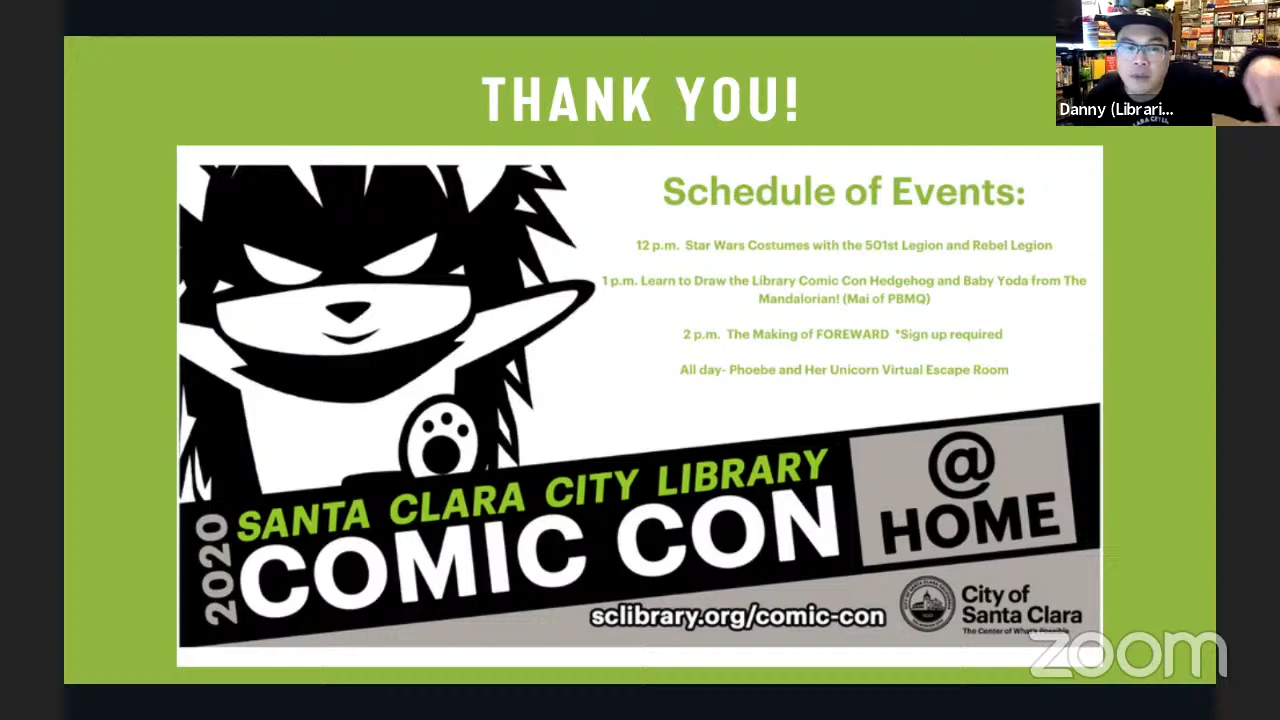 THANK YOU!
Danny (Librari...
Schedule of Events:
12 p.m. Star Wars Costumes with the 501st Legion and Rebel Legion
1 p.m. Learn to Draw the Library Comic Con Hedgehog and Baby Yoda from The
Mandalorian! (Mai of PBMQ)
2 p.m. The Making of FOREWARD *Sign up required
All day- Phoebe and Her Unicorn Virtual Escape Room
2020
SANTA CLARA CITY LIBRARY
COMIC CON
@
HOME
sclibrary.org/comic-con
City of
Santa Clara
The Center of What's Possible
zoom